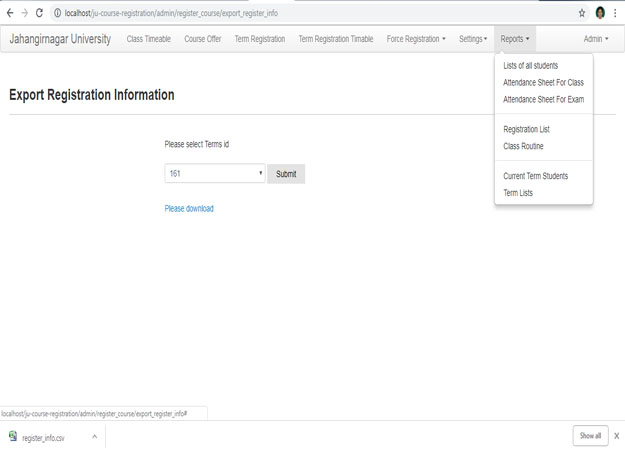 localhost/ju-course-registration/admin/register_course/export_register_info
Jahangirnagar University Class Timeable Course Offer Term Registration Term Registration Timable Force Registration Settings Reports Admin
Lists of all students
Attendance Sheet For Class
Attendance Sheet For Exam
Registration List
Class Routine
Current Term Students
Term Lists
Export Registration Information
Please select Terms id
161 Submit
Please download
localhost/ju-course-registration/admin/register_course/export_register_info#
register_info.csv Show all X